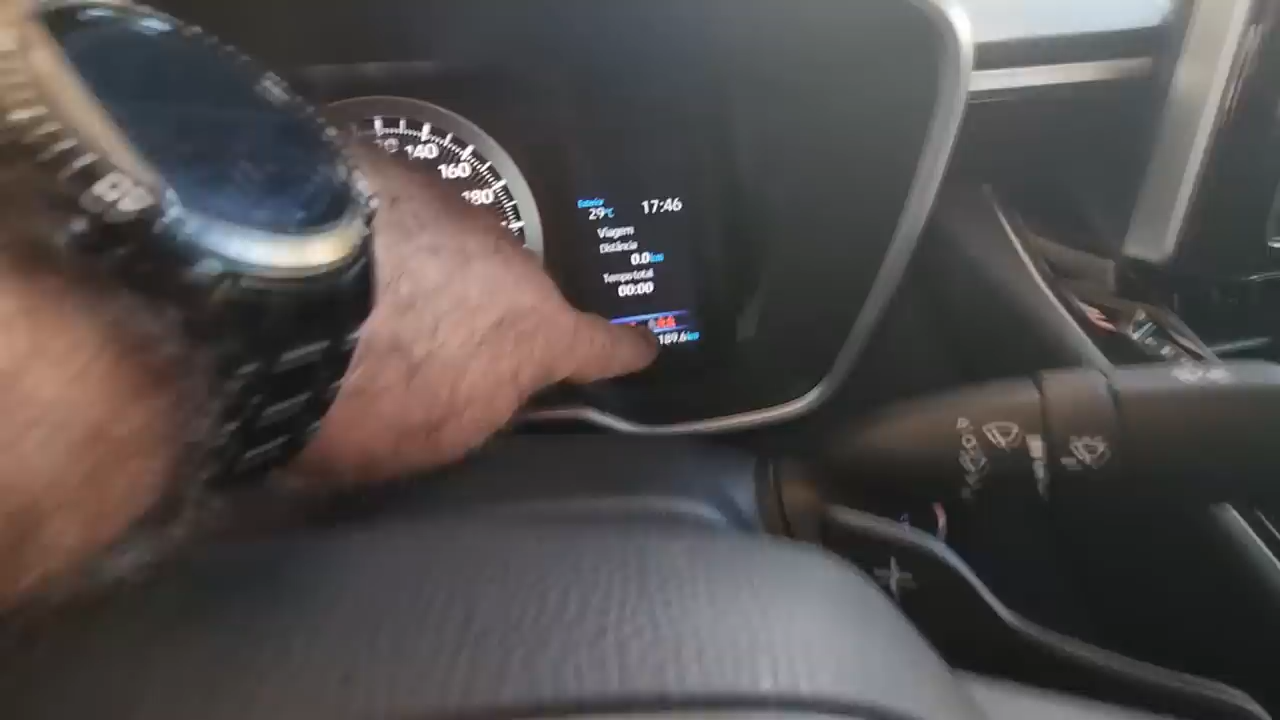 140
160
180
Exterior
29°C 17:46
Viagem
Distância
0.0km
Tempo total
00:00
189.6km